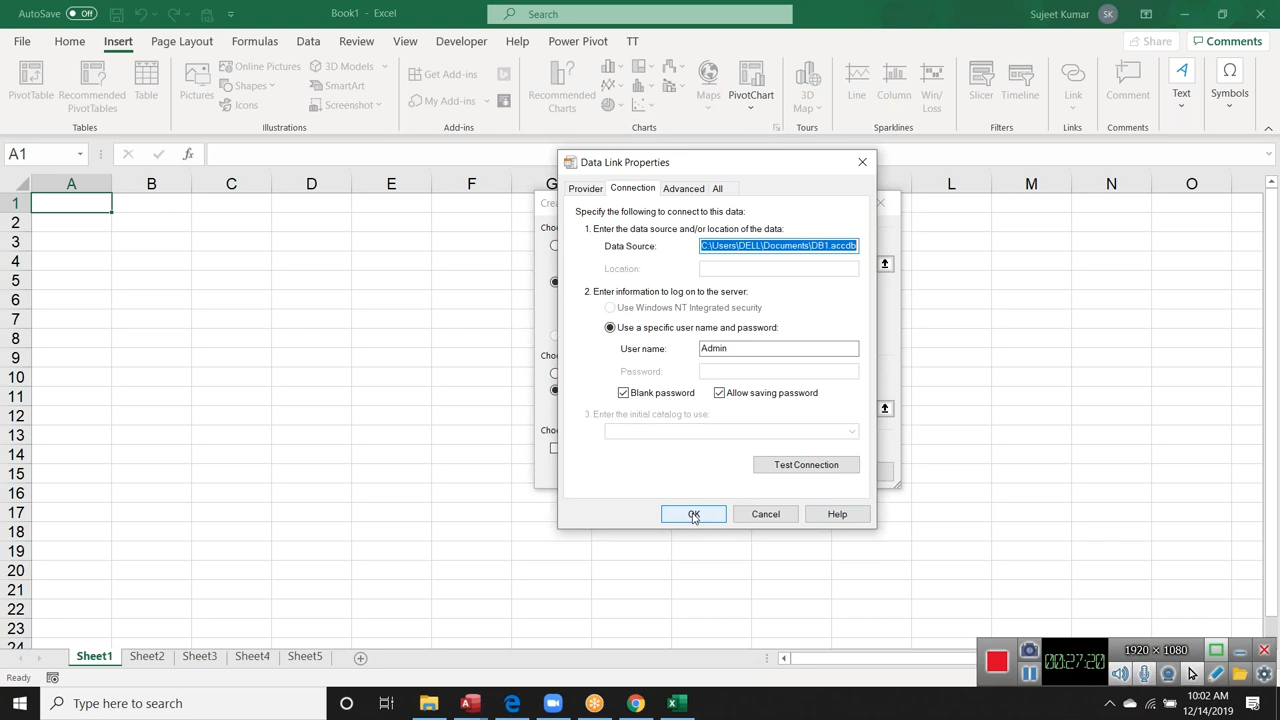 AutoSave Off Book1 - Excel Search Sujeet Kumar SK
File Home Insert Page Layout Formulas Data Review View Developer Help Power Pivot TT Share Comments
PivotTable Recommended PivotTables Table Pictures Online Pictures Shapes Icons 3D Models SmartArt Screenshot Get Add-ins My Add-ins Recommended Charts Maps PivotChart 3D Map Line Column Win/Loss Slicer Timeline Link Comment Text Symbols
Tables Illustrations Add-ins Charts Tours Sparklines Filters Links Comments
A1 fx
A B C D E F G L M N O
Data Link Properties
Provider Connection Advanced All
Specify the following to connect to this data:
1. Enter the data source and/or location of the data:
Data Source: C:\Users\DELL\Documents\DB1.accdb
Location:
2. Enter information to log on to the server:
Use Windows NT Integrated security
Use a specific user name and password:
User name: Admin
Password:
Blank password Allow saving password
3. Enter the initial catalog to use:
Test Connection
OK Cancel Help
Crea
Choo
Choo
Choo
1
2
3
4
5
6
7
8
9
10
11
12
13
14
15
16
17
18
19
20
21
22
23
24
Sheet1 Sheet2 Sheet3 Sheet4 Sheet5
Ready
1920 × 1080
00:27:20
Type here to search
10:02 AM
12/14/2019